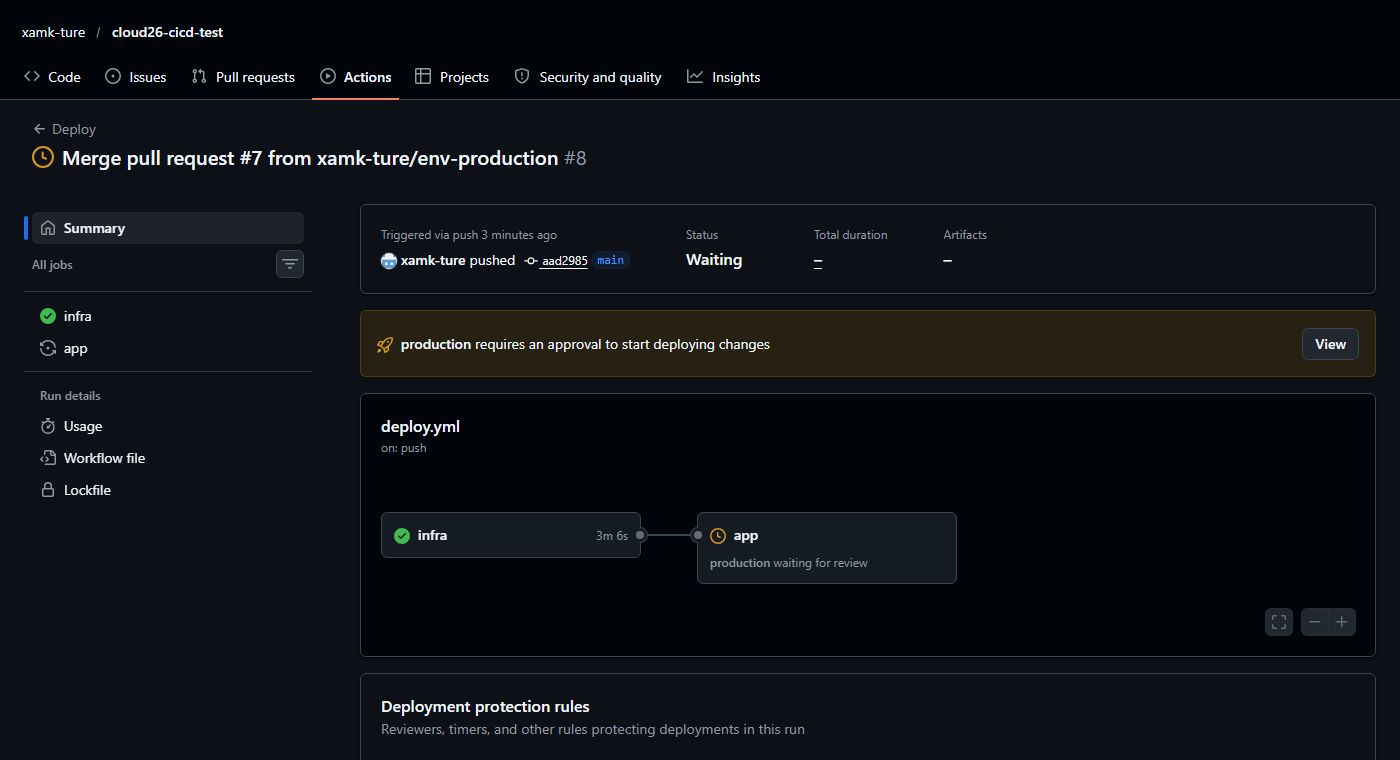 xamk-ture / cloud26-cicd-test
Code Issues Pull requests Actions Projects Security and quality Insights
Deploy
Merge pull request #7 from xamk-ture/env-production #8
Summary
All jobs
infra
app
Run details
Usage
Workflow file
Lockfile
Triggered via push 3 minutes ago
xamk-ture pushed aad2985 main
Status
Waiting
Total duration
–
Artifacts
–
production requires an approval to start deploying changes
View
deploy.yml
on: push
infra 3m 6s
app
production waiting for review
Deployment protection rules
Reviewers, timers, and other rules protecting deployments in this run